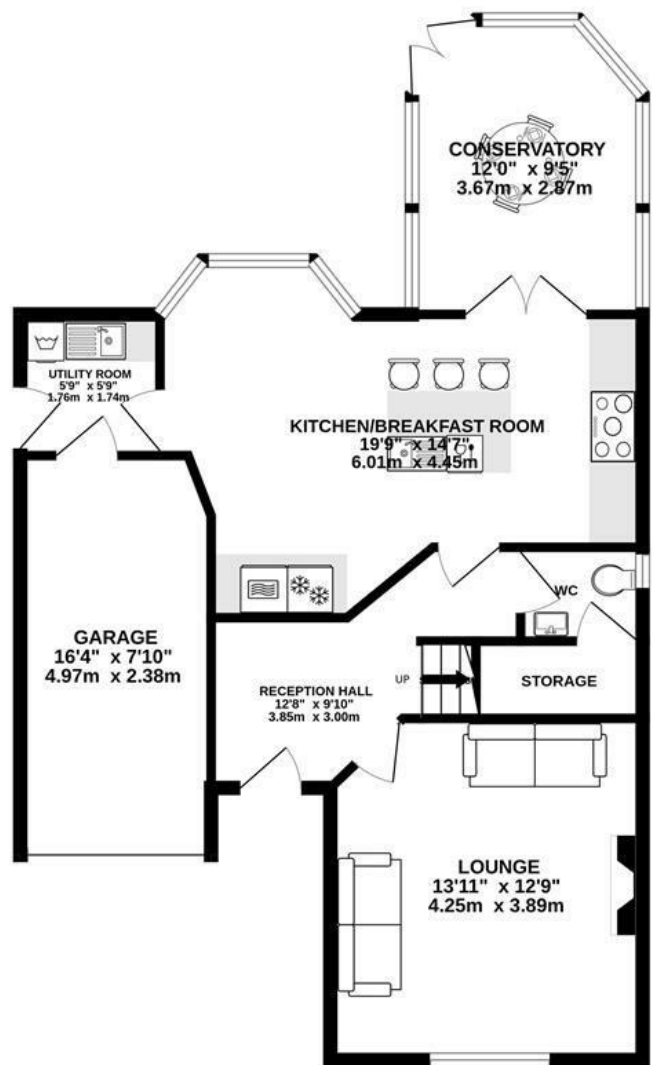 CONSERVATORY
12'0" x 9'5"
3.67m x 2.87m
UTILITY ROOM
5'9" x 5'9"
1.76m x 1.74m
KITCHEN/BREAKFAST ROOM
19'9" x 14'7"
6.01m x 4.45m
WC
GARAGE
16'4" x 7'10"
4.97m x 2.38m
RECEPTION HALL
12'8" x 9'10"
3.85m x 3.00m
UP
STORAGE
LOUNGE
13'11" x 12'9"
4.25m x 3.89m